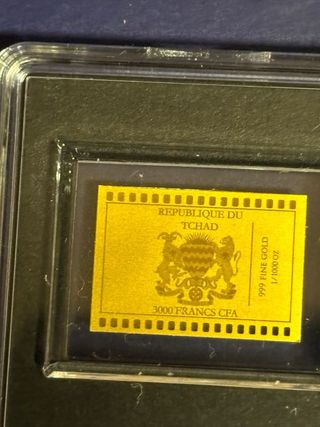 REPUBLIQUE DU
TCHAD
3000 FRANCS CFA
999 FINE GOLD
1/1000 OZ